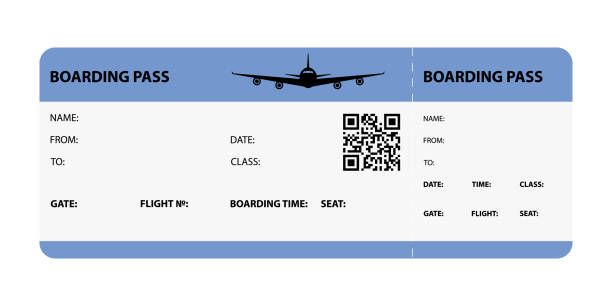 BOARDING PASS
NAME:
FROM: DATE:
TO: CLASS:
GATE: FLIGHT Nº: BOARDING TIME: SEAT:
BOARDING PASS
NAME:
FROM:
TO:
DATE: TIME: CLASS:
GATE: FLIGHT: SEAT: